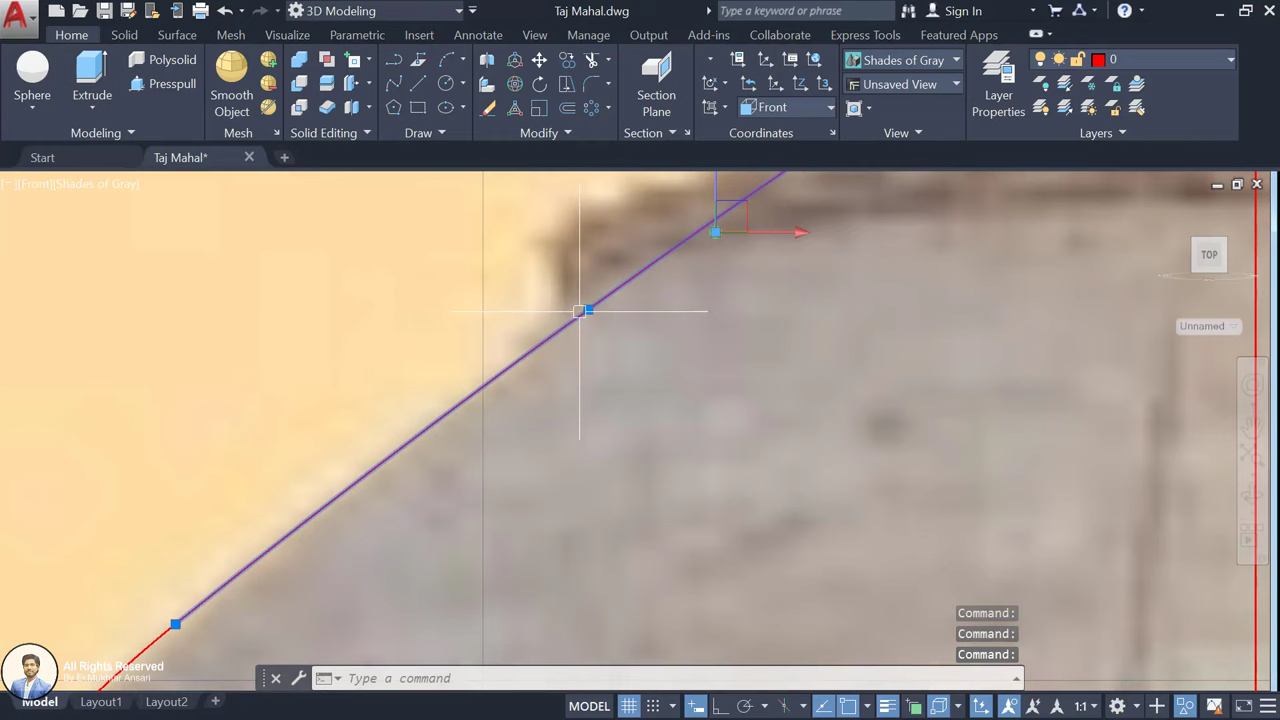 3D Modeling
Taj Mahal.dwg
Type a keyword or phrase
Sign In
Home
Solid
Surface
Mesh
Visualize
Parametric
Insert
Annotate
View
Manage
Output
Add-ins
Collaborate
Express Tools
Featured Apps
Sphere
Extrude
Polysolid
Presspull
Smooth
Object
Section
Plane
Front
Shades of Gray
Unsaved View
Layer
Properties
0
Modeling
Mesh
Solid Editing
Draw
Modify
Section
Coordinates
View
Layers
Start
Taj Mahal*
[Front][Shades of Gray]
TOP
Unnamed
Command:
Command:
Command:
All Rights Reserved
By Er.Mukhtar Ansari
Type a command
Model
Layout1
Layout2
MODEL
1:1